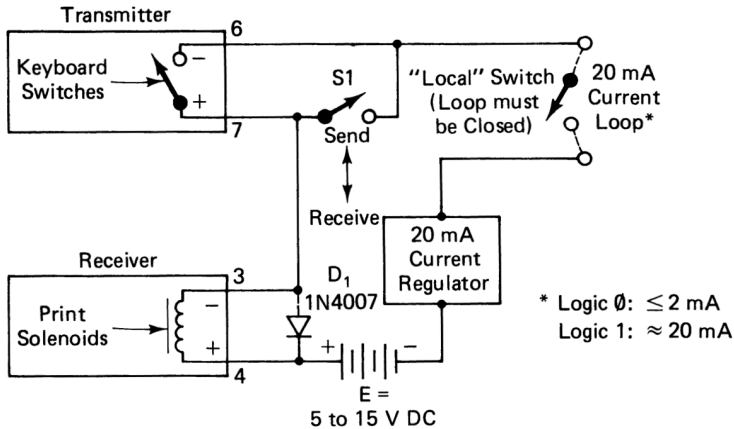 Transmitter
6
Keyboard
Switches
−
+
7
S1
Send
Receive
"Local" Switch
(Loop must
be Closed)
20 mA
Current
Loop*
20 mA
Current
Regulator
Receiver
3
Print
Solenoids
−
+
4
D1
1N4007
+
−
E =
5 to 15 V DC
* Logic Ø: ≤2 mA
Logic 1: ≈ 20 mA